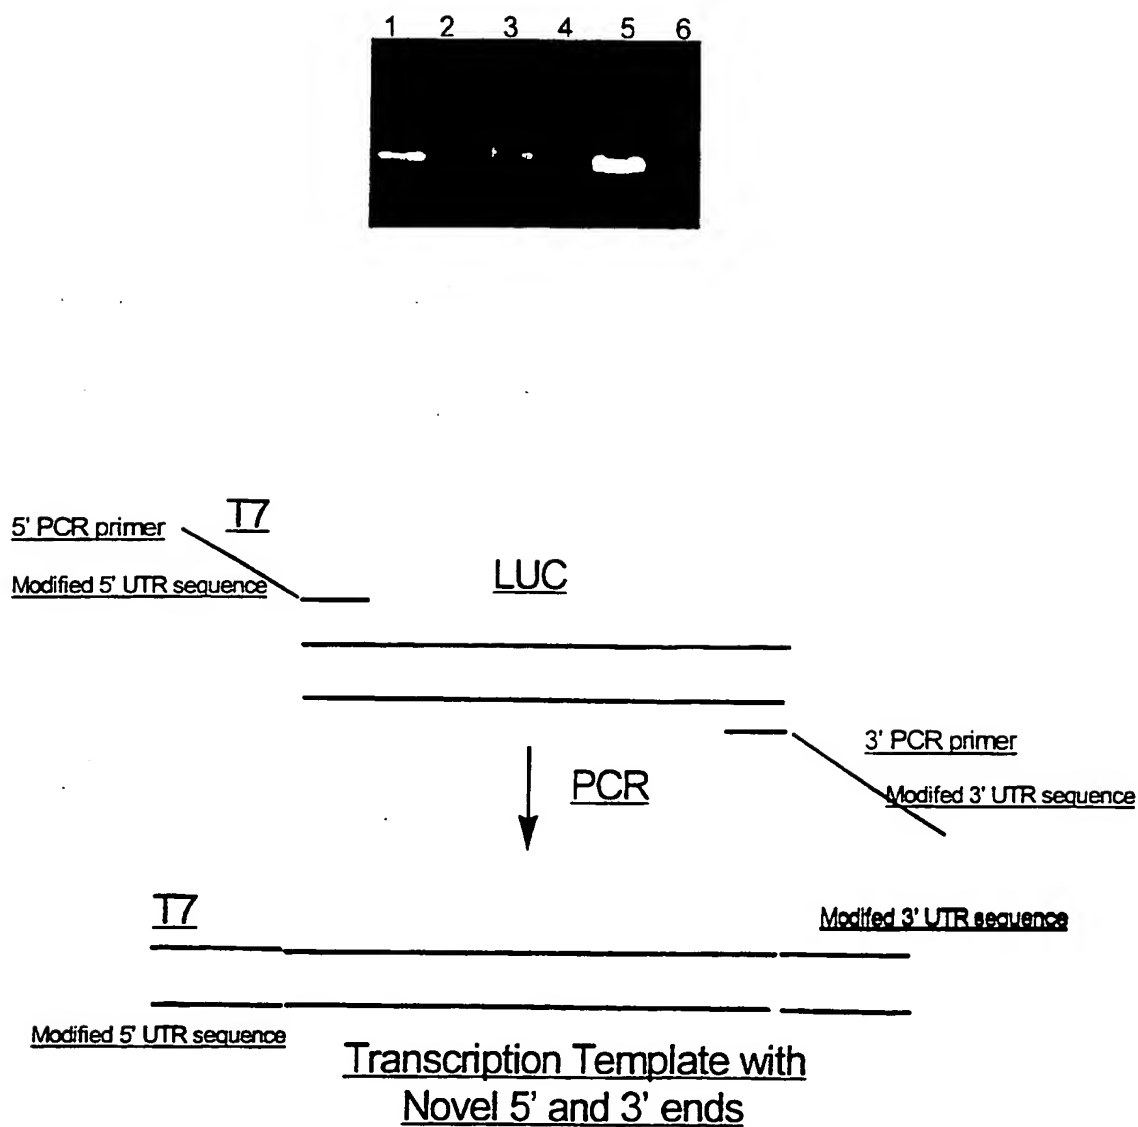 1 2 3 4 5 6
T7
5' PCR primer
Modified 5' UTR sequence
LUC
3' PCR primer
Modifed 3' UTR sequence
PCR
T7
Modifed 3' UTR sequence
Modified 5' UTR sequence
Transcription Template with
Novel 5' and 3' ends